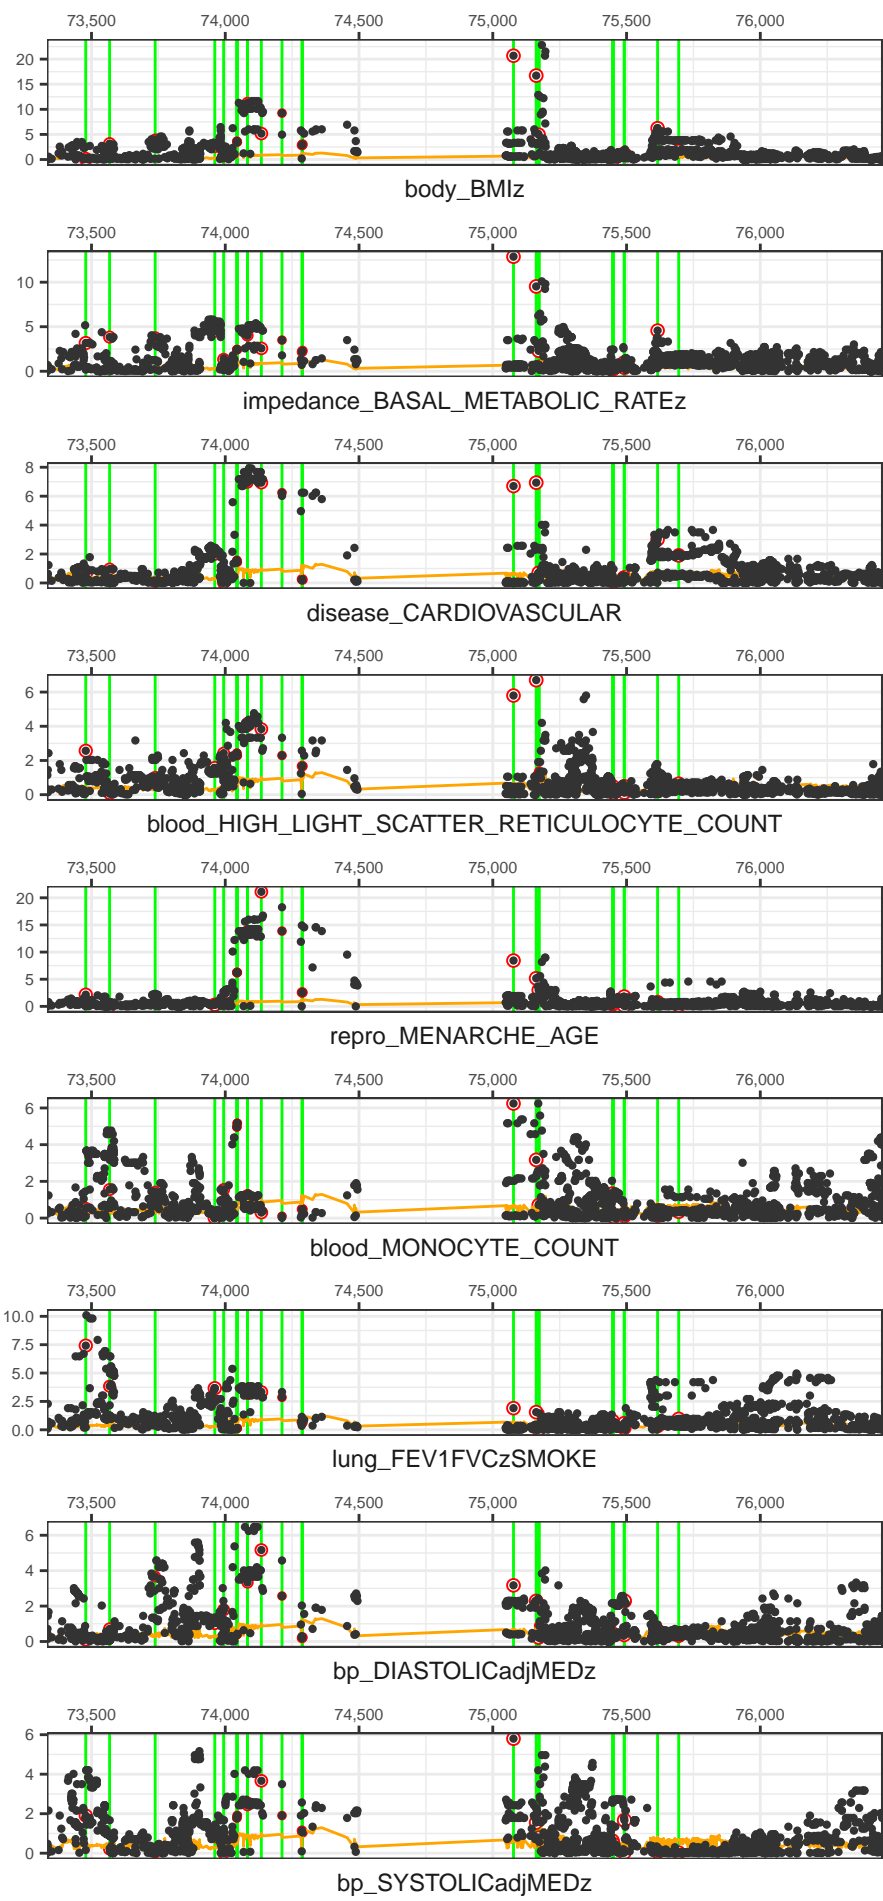 73,500 74,000 74,500 75,000 75,500 76,000
20
15
10
5
0
body_BMIz
73,500 74,000 74,500 75,000 75,500 76,000
10
5
0
impedance_BASAL_METABOLIC_RATEz
73,500 74,000 74,500 75,000 75,500 76,000
8
6
4
2
0
disease_CARDIOVASCULAR
73,500 74,000 74,500 75,000 75,500 76,000
6
4
2
0
blood_HIGH_LIGHT_SCATTER_RETICULOCYTE_COUNT
73,500 74,000 74,500 75,000 75,500 76,000
20
15
10
5
0
repro_MENARCHE_AGE
73,500 74,000 74,500 75,000 75,500 76,000
6
4
2
0
blood_MONOCYTE_COUNT
73,500 74,000 74,500 75,000 75,500 76,000
10.0
7.5
5.0
2.5
0.0
lung_FEV1FVCzSMOKE
73,500 74,000 74,500 75,000 75,500 76,000
6
4
2
0
bp_DIASTOLICadjMEDz
73,500 74,000 74,500 75,000 75,500 76,000
6
4
2
0
bp_SYSTOLICadjMEDz